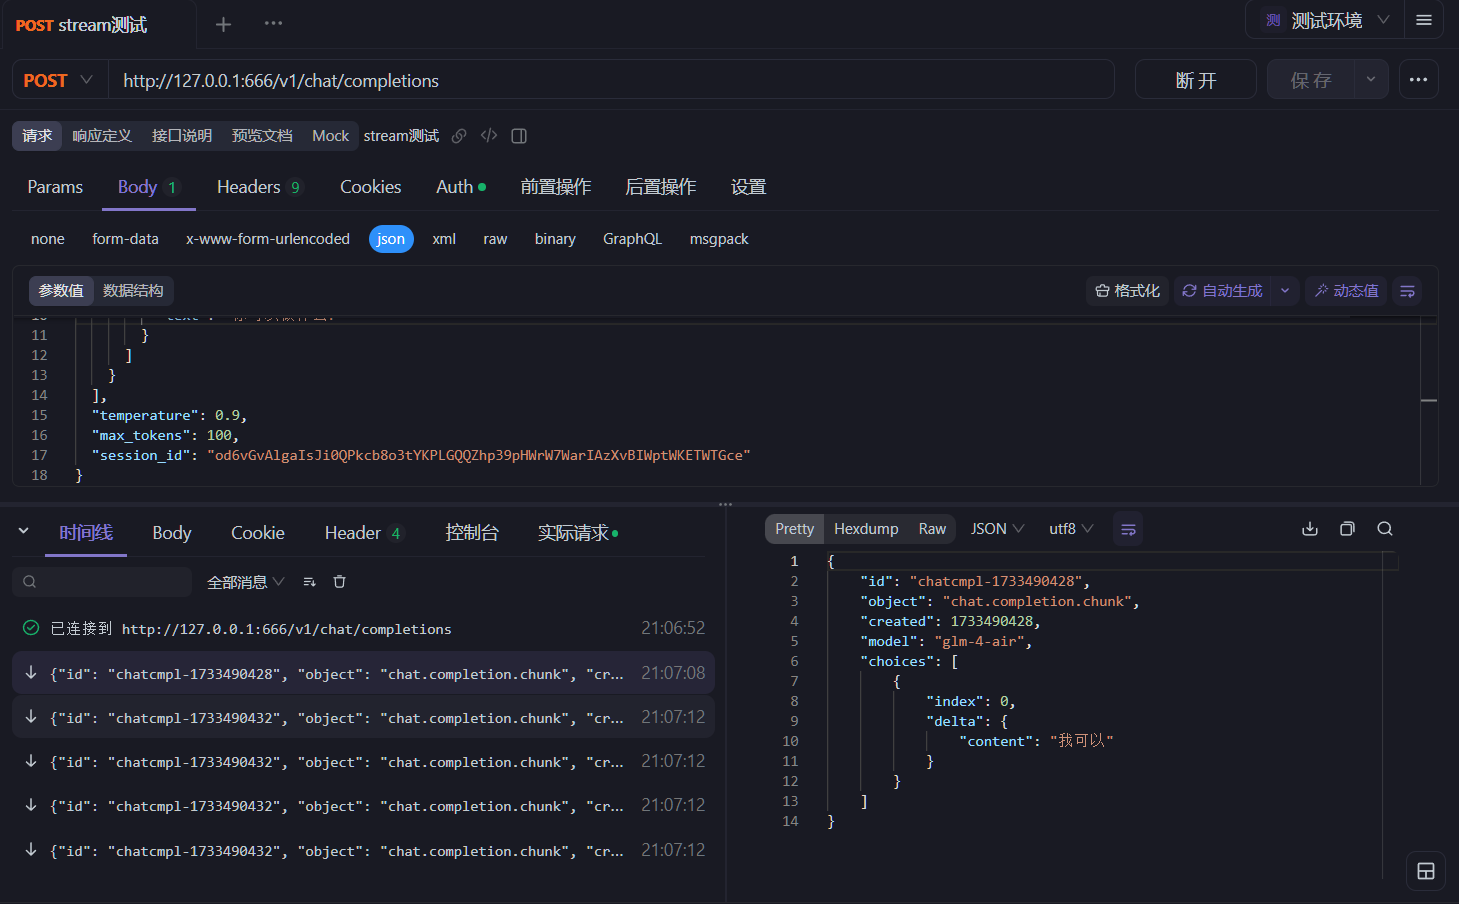 POST stream测试
测 测试环境
POST http://127.0.0.1:666/v1/chat/completions 断 开 保 存
请求 响应定义 接口说明 预览文档 Mock stream测试
Params Body 1 Headers 9 Cookies Auth 前置操作 后置操作 设置
none form-data x-www-form-urlencoded json xml raw binary GraphQL msgpack
参数值 数据结构 格式化 自动生成 动态值
11 }
12 ]
13 }
14 ],
15 "temperature": 0.9,
16 "max_tokens": 100,
17 "session_id": "od6vGvAlgaIsJi0QPkcb8o3tYKPLGQQZhp39pHWrW7WarIAzXvBIWptWKETWTGce"
18 }
时间线 Body Cookie Header 4 控制台 实际请求
全部消息
已连接到 http://127.0.0.1:666/v1/chat/completions 21:06:52
{"id": "chatcmpl-1733490428", "object": "chat.completion.chunk", "cr... 21:07:08
{"id": "chatcmpl-1733490432", "object": "chat.completion.chunk", "cr... 21:07:12
{"id": "chatcmpl-1733490432", "object": "chat.completion.chunk", "cr... 21:07:12
{"id": "chatcmpl-1733490432", "object": "chat.completion.chunk", "cr... 21:07:12
{"id": "chatcmpl-1733490432", "object": "chat.completion.chunk", "cr... 21:07:12
Pretty Hexdump Raw JSON utf8
1 {
2 "id": "chatcmpl-1733490428",
3 "object": "chat.completion.chunk",
4 "created": 1733490428,
5 "model": "glm-4-air",
6 "choices": [
7 {
8 "index": 0,
9 "delta": {
10 "content": "我可以"
11 }
12 }
13 ]
14 }